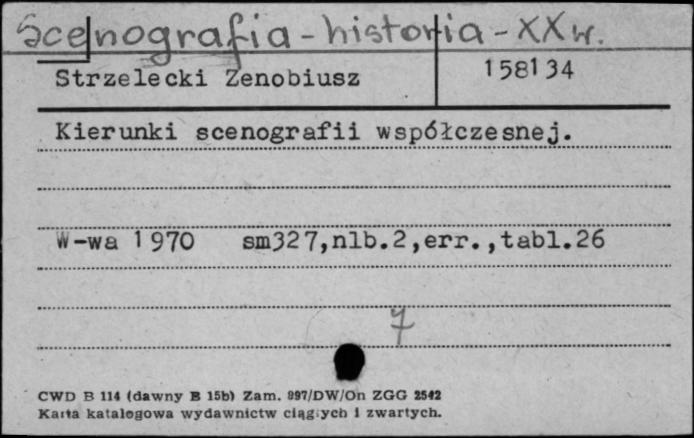 Scenografia - historia - XX w.
Strzelecki Zenobiusz 158134
Kierunki scenografii współczesnej.
W-wa 1970 sm327,nlb.2,err.,tabl.26
7
CWD B 114 (dawny B 15b) Zam. 997/DW/On ZGG 2542
Karta katalogowa wydawnictw ciągłych i zwartych.